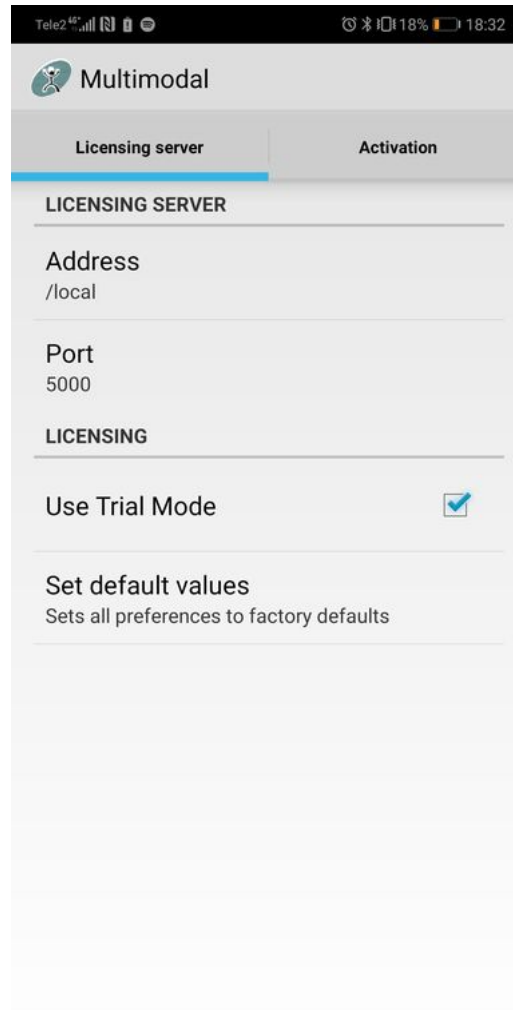 Tele2 18% 18:32
Multimodal
Licensing server Activation
LICENSING SERVER
Address
/local
Port
5000
LICENSING
Use Trial Mode
Set default values
Sets all preferences to factory defaults